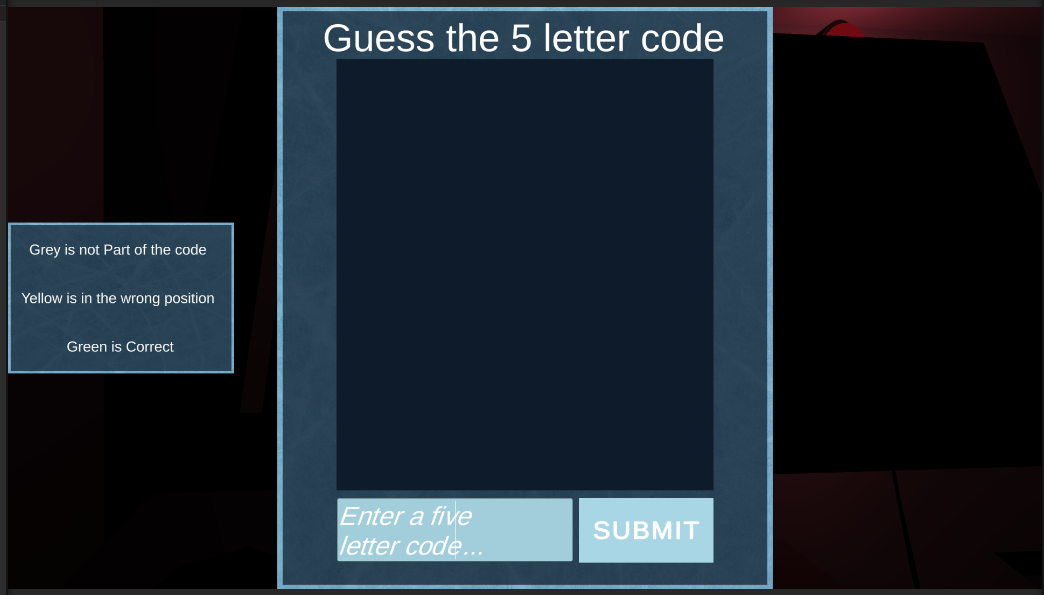 Guess the 5 letter code
Grey is not Part of the code
Yellow is in the wrong position
Green is Correct
Enter a five
letter code...
SUBMIT